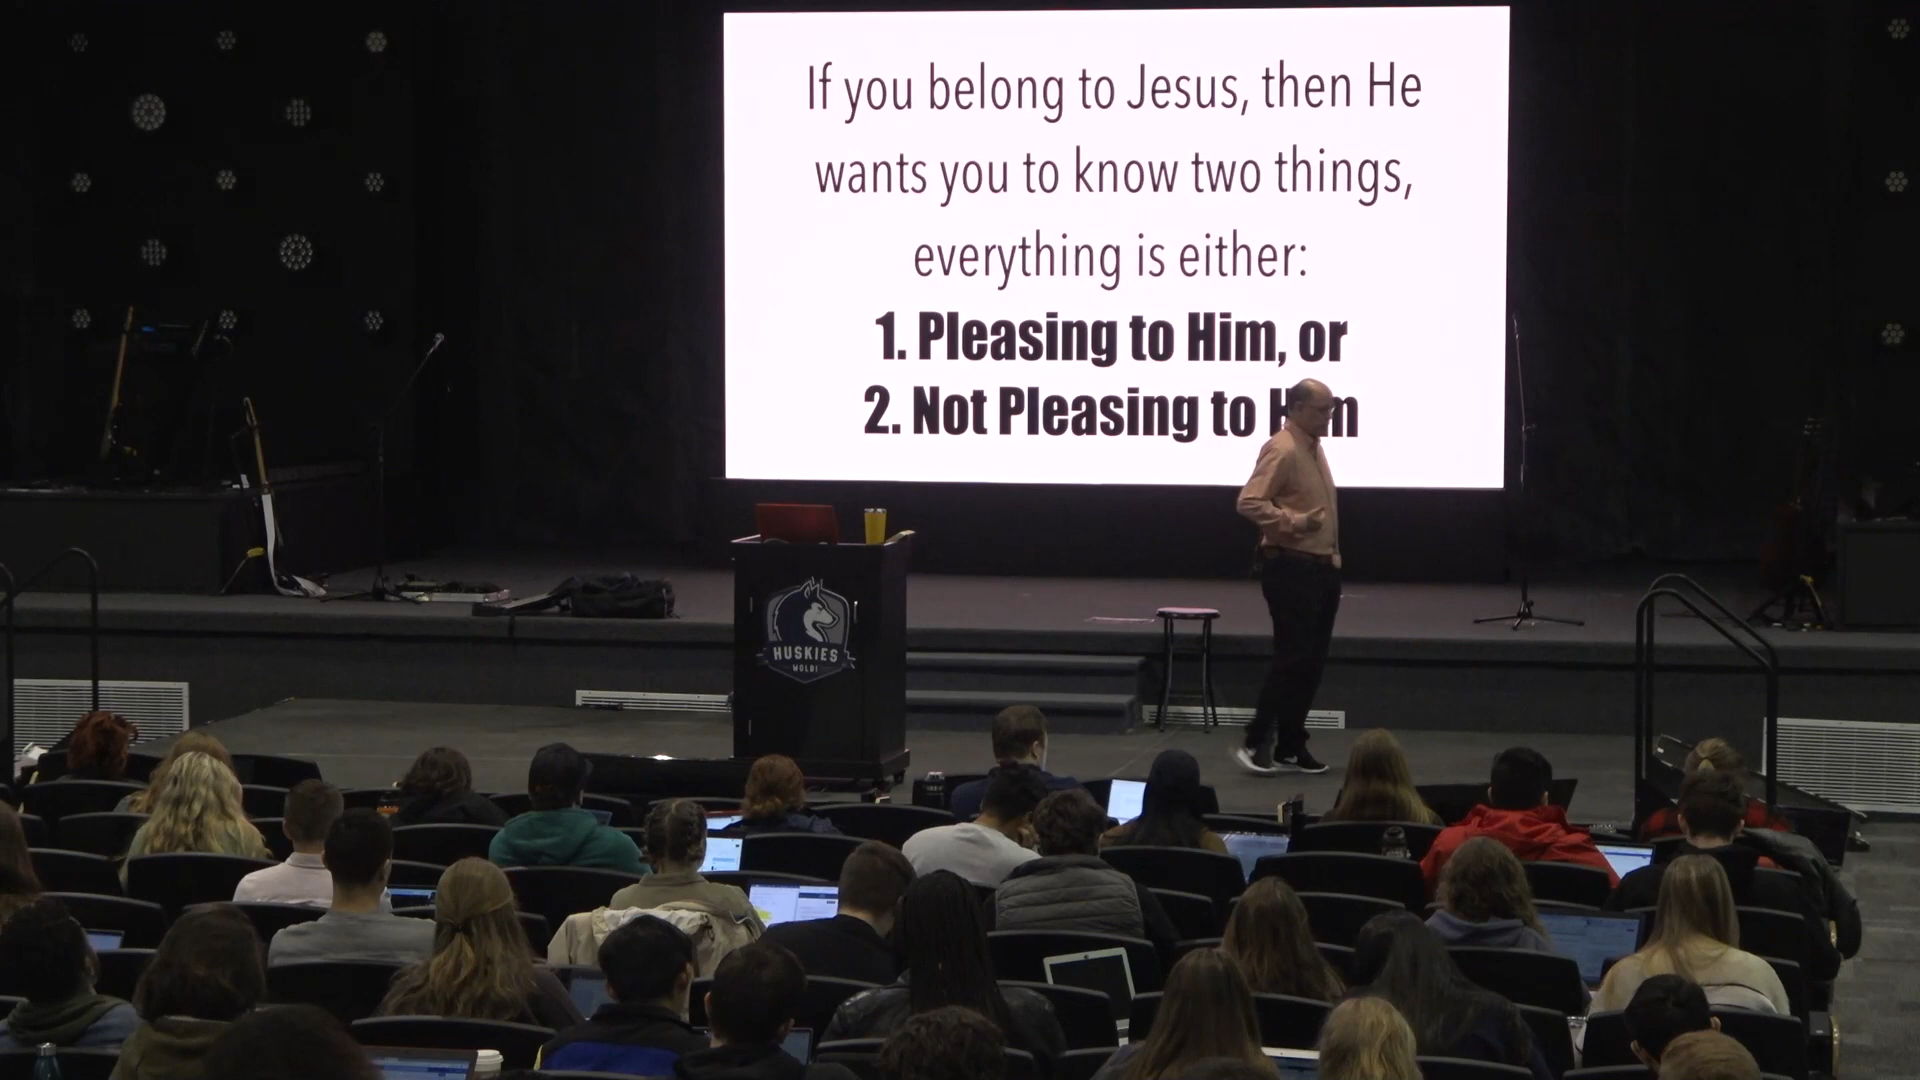 If you belong to Jesus, then He
wants you to know two things,
everything is either:
1. Pleasing to Him, or
2. Not Pleasing to Him
HUSKIES
WOLBI